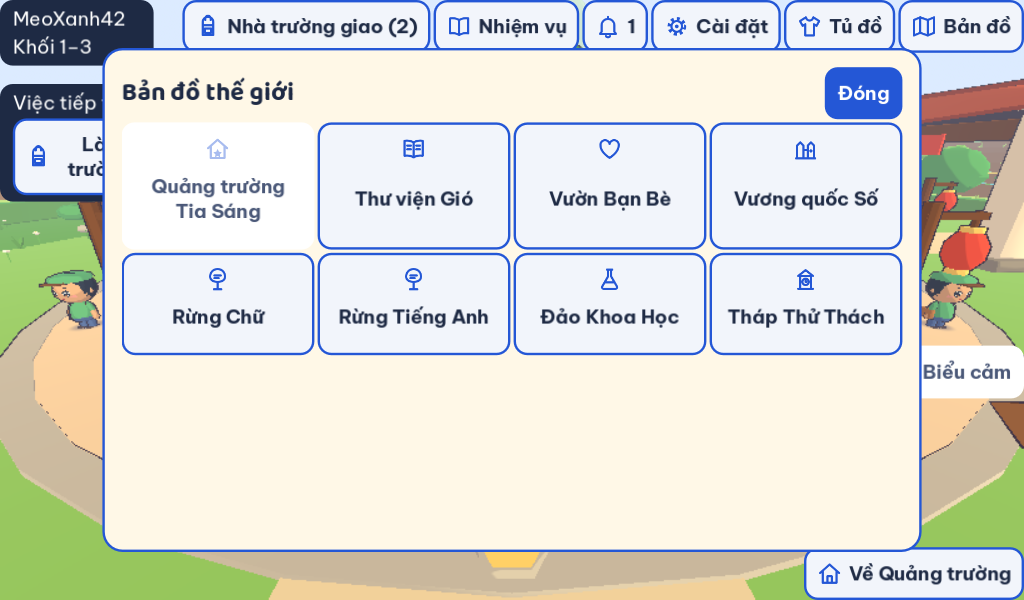 MeoXanh42
Khối 1–3
Nhà trường giao (2)
Nhiệm vụ
1
Cài đặt
Tủ đồ
Bản đồ
Việc tiếp
Bản đồ thế giới
Đóng
Quảng trường
Tia Sáng
Thư viện Gió
Vườn Bạn Bè
Vương quốc Số
Rừng Chữ
Rừng Tiếng Anh
Đảo Khoa Học
Tháp Thử Thách
Biểu cảm
Về Quảng trường